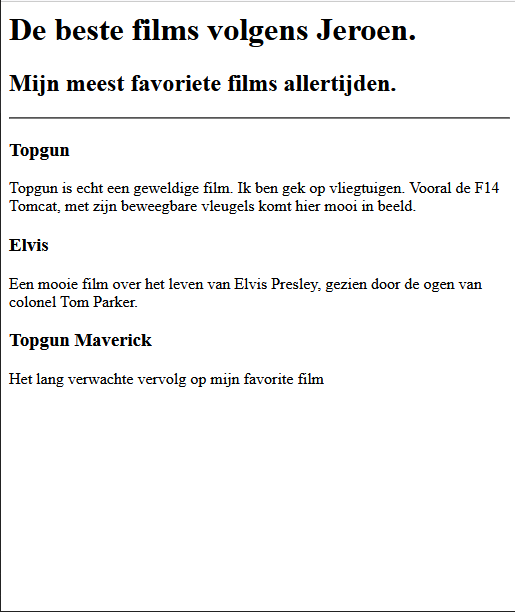 De beste films volgens Jeroen.
Mijn meest favoriete films allertijden.
Topgun
Topgun is echt een geweldige film. Ik ben gek op vliegtuigen. Vooral de F14
Tomcat, met zijn beweegbare vleugels komt hier mooi in beeld.
Elvis
Een mooie film over het leven van Elvis Presley, gezien door de ogen van
colonel Tom Parker.
Topgun Maverick
Het lang verwachte vervolg op mijn favorite film